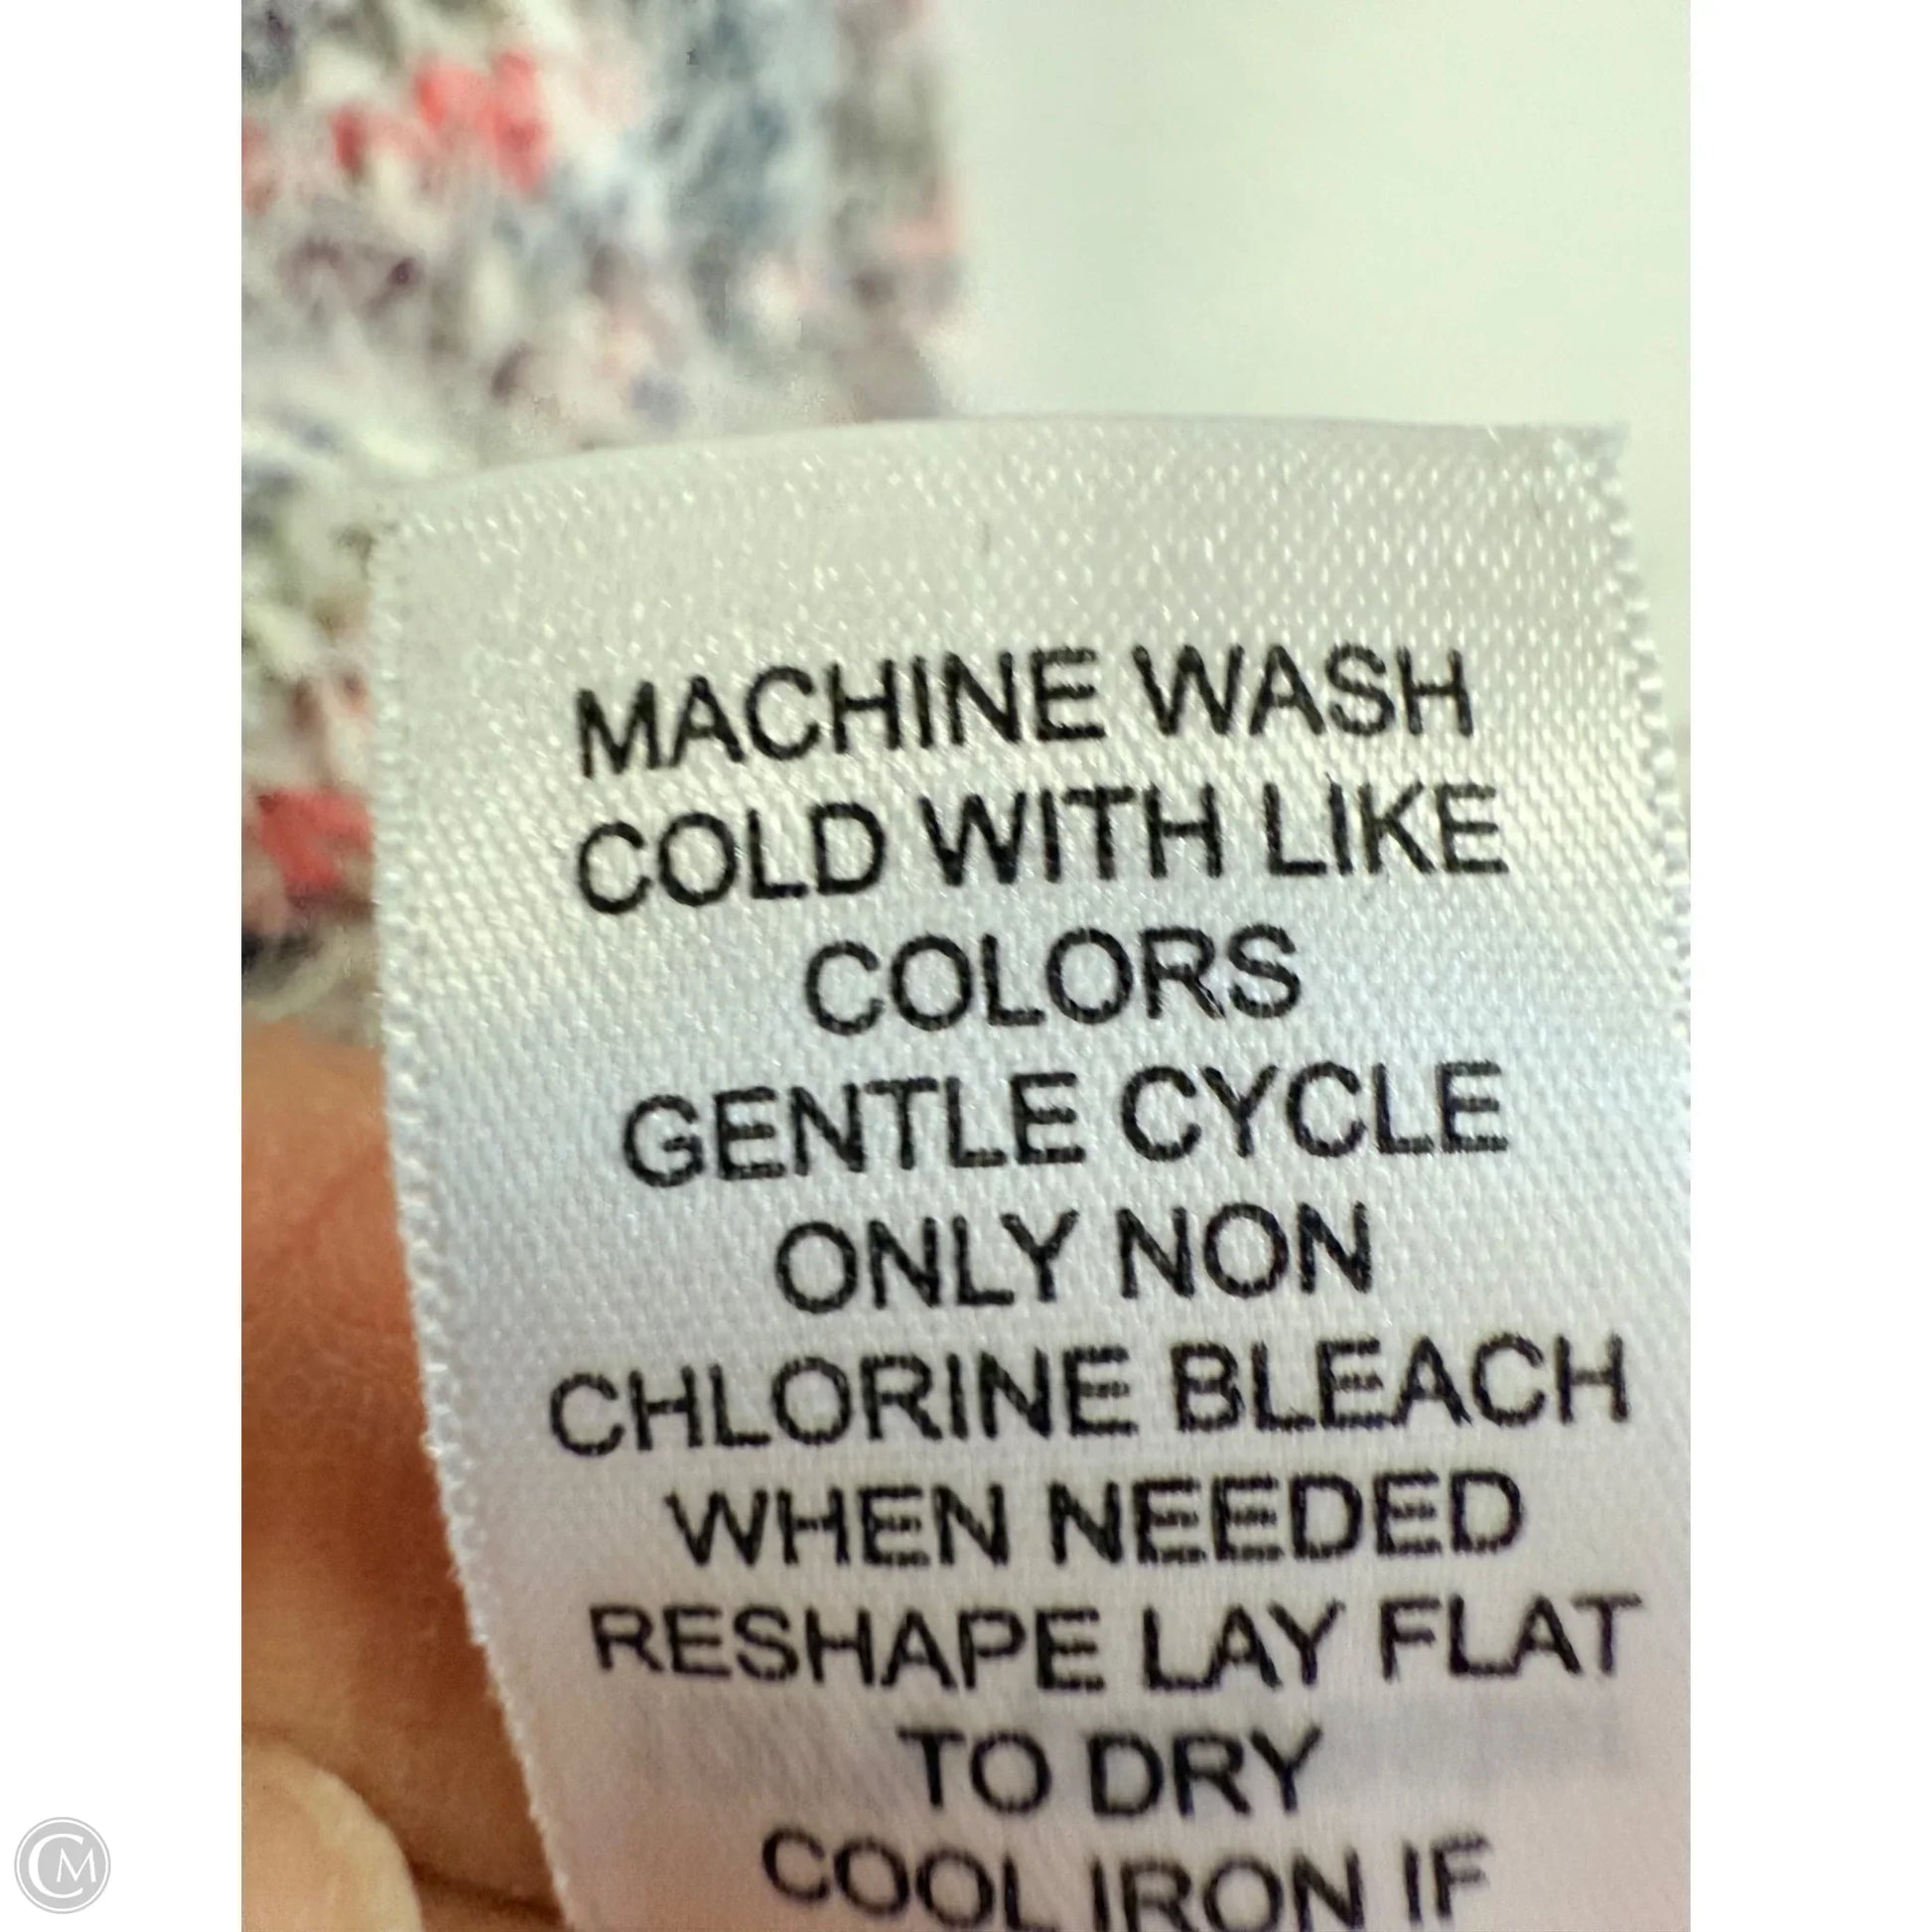 MACHINE WASH
COLD WITH LIKE
COLORS
GENTLE CYCLE
ONLY NON
CHLORINE BLEACH
WHEN NEEDED
RESHAPE LAY FLAT
TO DRY
COOL IRON IF
CM